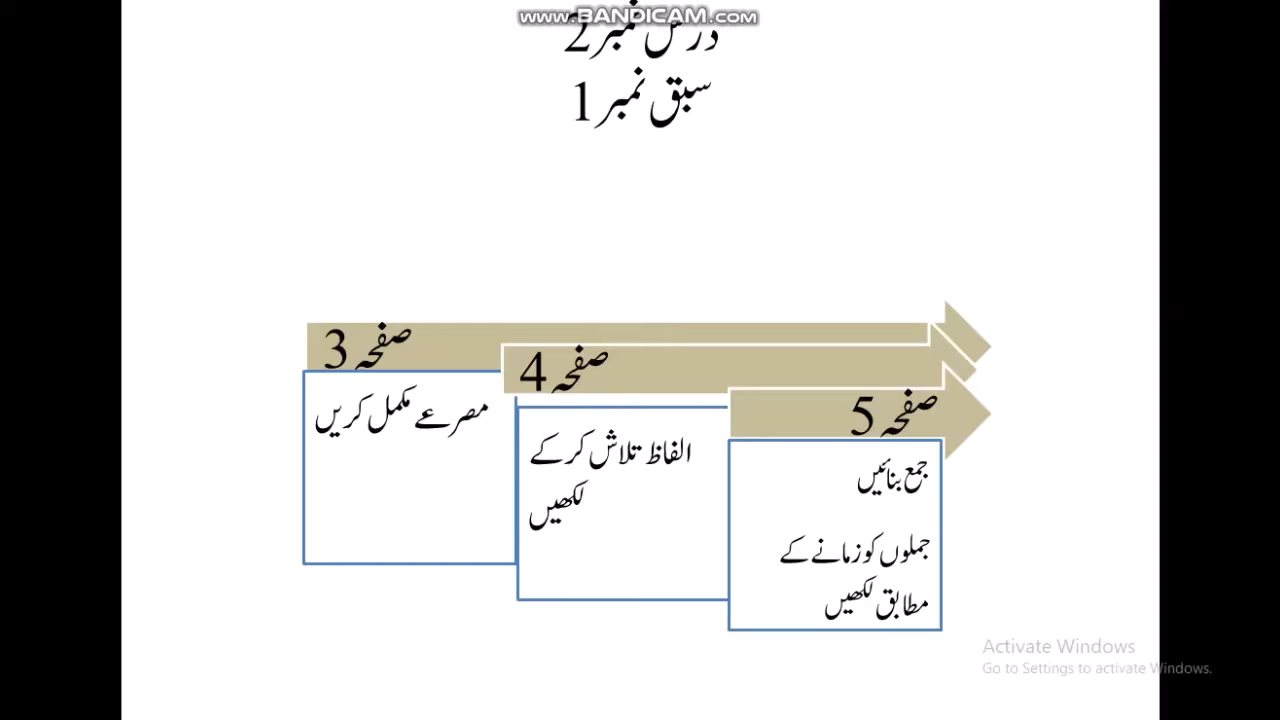 www.BANDICAM.com
درس نمبر 2
سبق نمبر 1
صفحہ 3
مصرعے مکمل کریں
صفحہ 4
الفاظ تلاش کر کے
لکھیں
صفحہ 5
جمع بنائیں
جملوں کو زمانے کے
مطابق لکھیں
Activate Windows
Go to Settings to activate Windows.